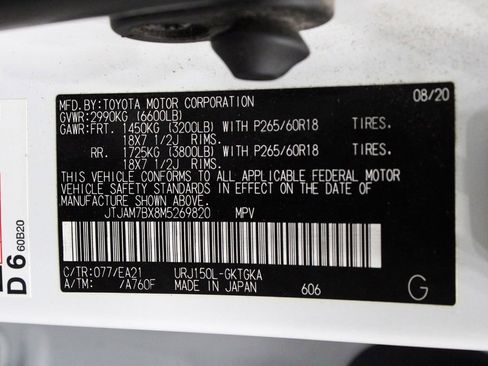 MFD.BY:TOYOTA MOTOR CORPORATION 08/20
GVWR:2990KG (6600LB)
GAWR:FRT. 1450KG (3200LB) WITH P265/60R18 TIRES.
18X7 1/2J RIMS.
RR. 1725KG (3800LB) WITH P265/60R18 TIRES.
18X7 1/2J RIMS.
THIS VEHICLE CONFORMS TO ALL APPLICABLE FEDERAL MOTOR
VEHICLE SAFETY STANDARDS IN EFFECT ON THE DATE OF
MANUFACTURE SHOWN ABOVE.
JTJAM7BX8M5269820 MPV
C/TR:077/EA21 URJ150L-GKTGKA
A/TM: /A760F MADE IN JAPAN 606 G
D 6 60B20